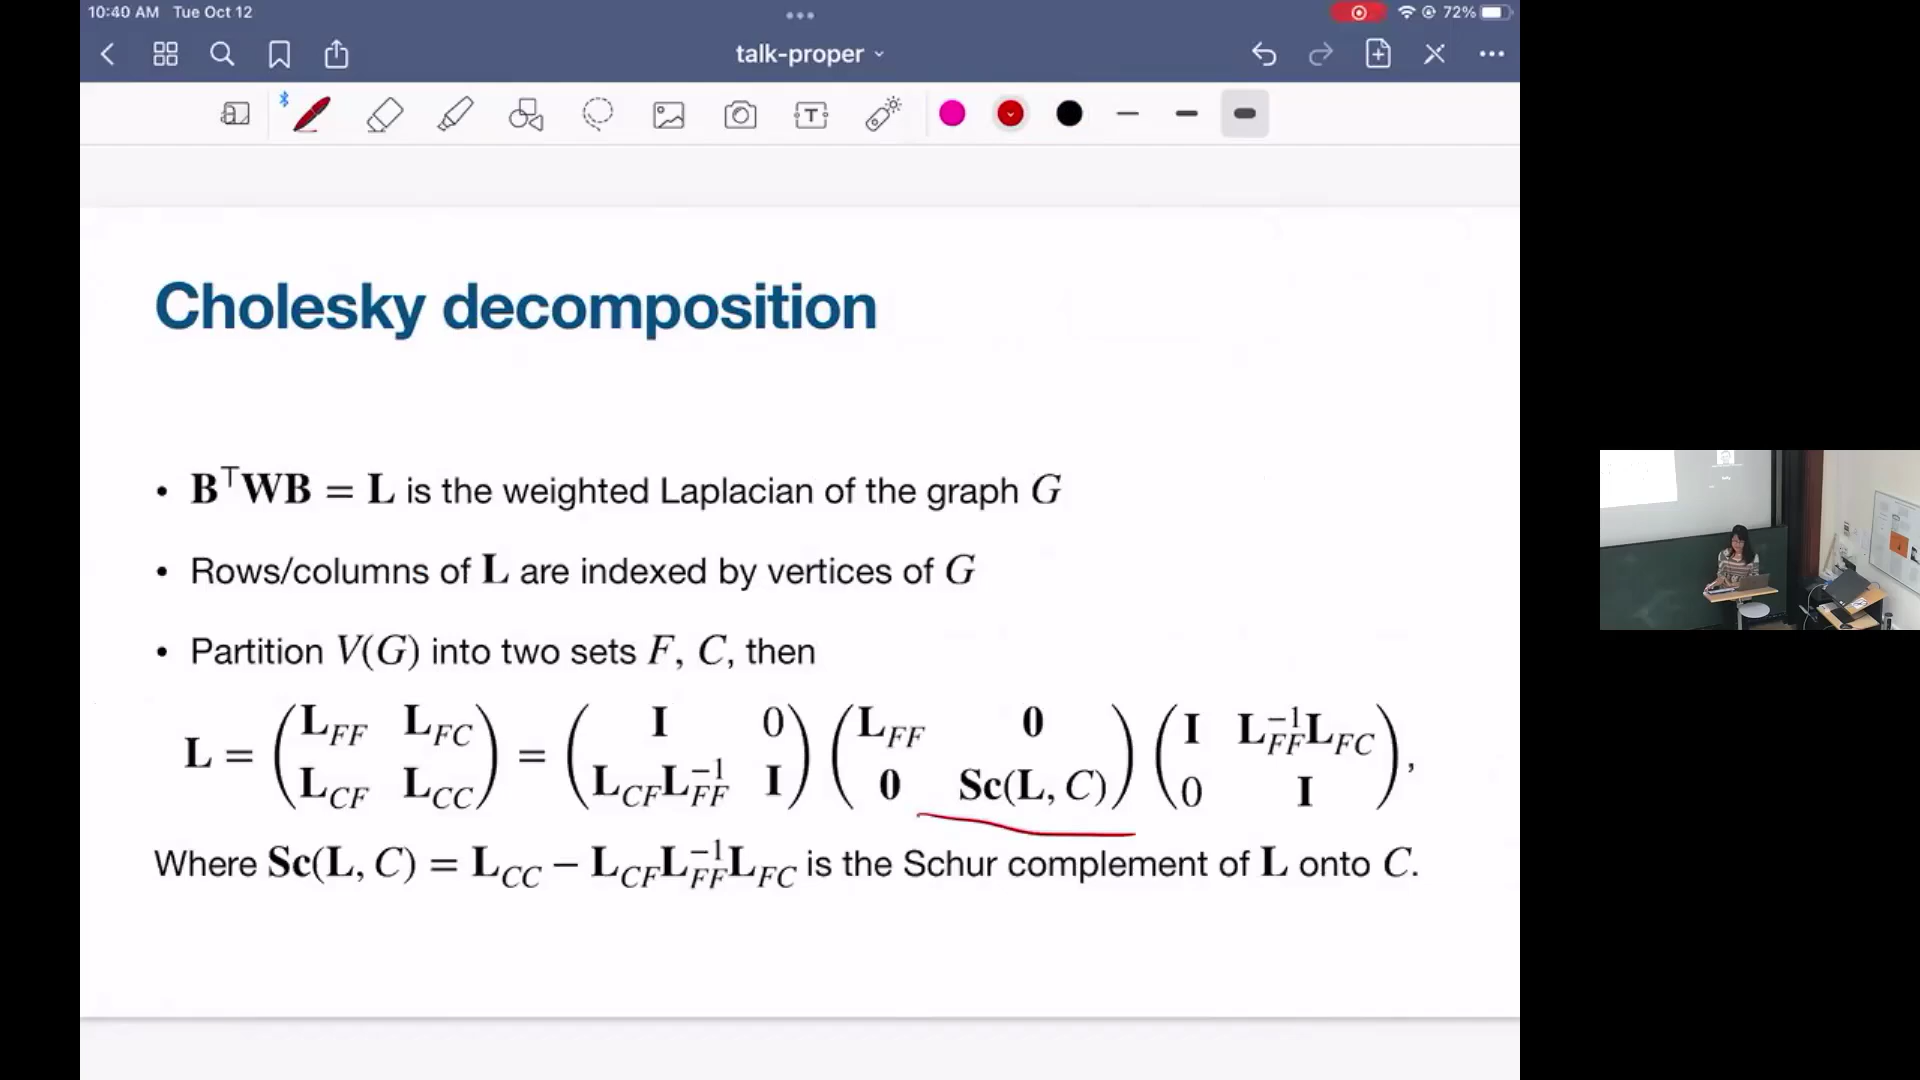 10:40 AM Tue Oct 12
72%
talk-proper
Cholesky decomposition
• B⊤WB = L is the weighted Laplacian of the graph G
• Rows/columns of L are indexed by vertices of G
• Partition V(G) into two sets F, C, then
L = (L_FF L_FC; L_CF L_CC) = (I 0; L_CF L_FF^−1 I) (L_FF 0; 0 Sc(L, C)) (I L_FF^−1 L_FC; 0 I),
Where Sc(L, C) = L_CC − L_CF L_FF^−1 L_FC is the Schur complement of L onto C.